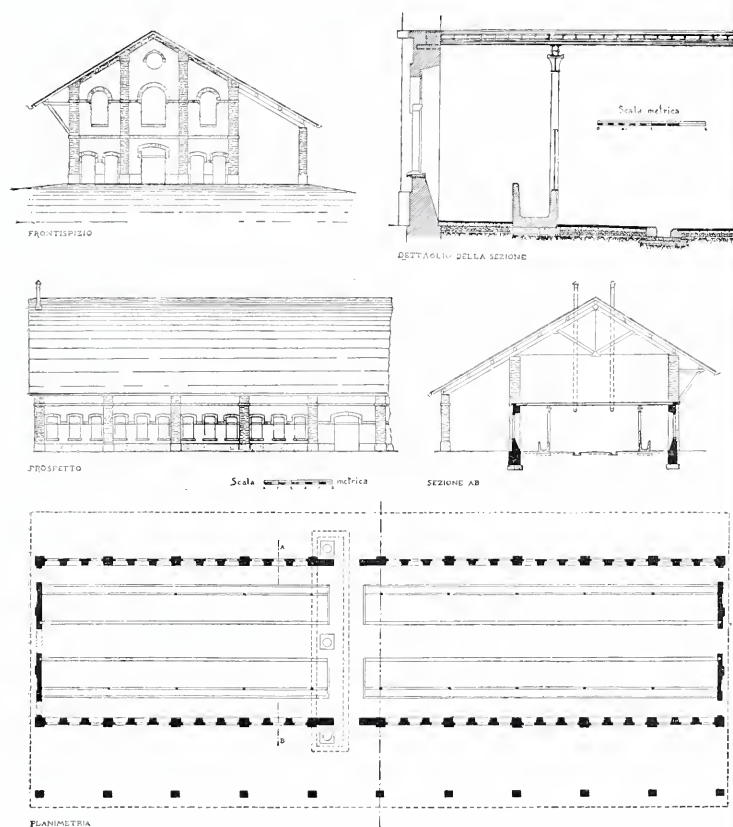 FRONTISPIZIO
Scala metrica
DETTAGLIO DELLA SEZIONE
PROSPETTO
Scala metrica
SEZIONE AB
A
B
PLANIMETRIA